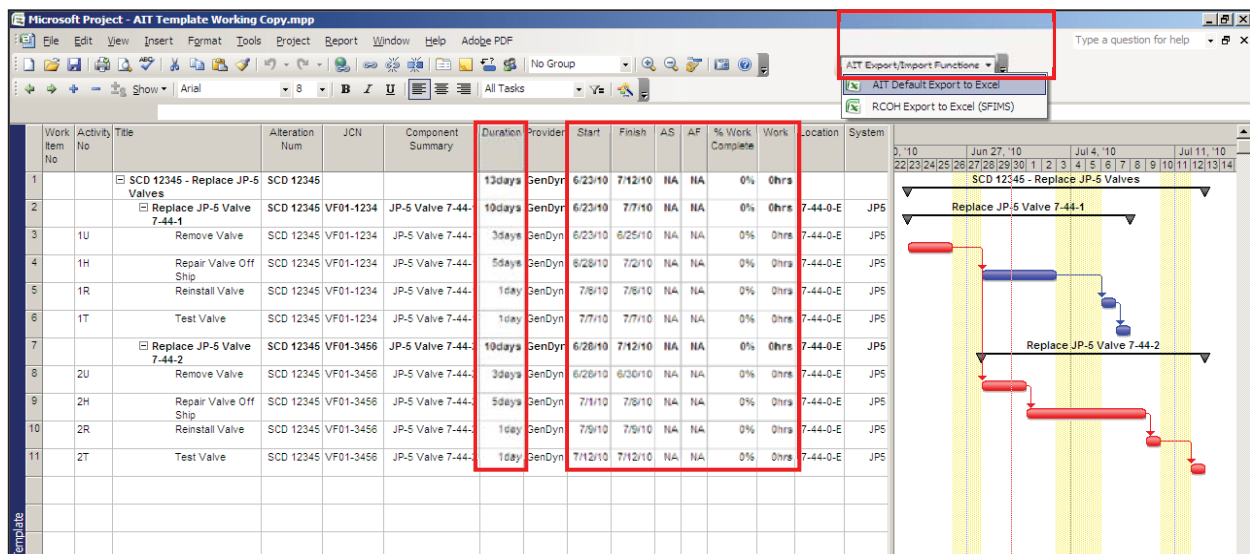 Microsoft Project - AIT Template Working Copy.mpp
File Edit View Insert Format Tools Project Report Window Help Adobe PDF Type a question for help
No Group AIT Export/Import Functions
Show Arial 8 B I U All Tasks AIT Default Export to Excel
RCOH Export to Excel (SFIMS)
Work Item No Activity No Title Alteration Num JCN Component Summary Duration Provider Start Finish AS AF % Work Complete Work Location System
0, '10 Jun 27, '10 Jul 4, '10 Jul 11, '10
22 23 24 25 26 27 28 29 30 1 2 3 4 5 6 7 8 9 10 11 12 13 14
1 SCD 12345 - Replace JP-5 Valves SCD 12345 13days GenDyn 6/23/10 7/12/10 NA NA 0% 0hrs SCD 12345 - Replace JP-5 Valves
2 Replace JP-5 Valve 7-44-1 SCD 12345 VF01-1234 JP-5 Valve 7-44- 10days GenDyn 6/23/10 7/7/10 NA NA 0% 0hrs 7-44-0-E JP5 Replace JP-5 Valve 7-44-1
3 1U Remove Valve SCD 12345 VF01-1234 JP-5 Valve 7-44- 3days GenDyn 6/23/10 6/25/10 NA NA 0% 0hrs 7-44-0-E JP5
4 1H Repair Valve Off Ship SCD 12345 VF01-1234 JP-5 Valve 7-44- 5days GenDyn 6/28/10 7/2/10 NA NA 0% 0hrs 7-44-0-E JP5
5 1R Reinstall Valve SCD 12345 VF01-1234 JP-5 Valve 7-44- 1day GenDyn 7/6/10 7/6/10 NA NA 0% 0hrs 7-44-0-E JP5
6 1T Test Valve SCD 12345 VF01-1234 JP-5 Valve 7-44- 1day GenDyn 7/7/10 7/7/10 NA NA 0% 0hrs 7-44-0-E JP5
7 Replace JP-5 Valve 7-44-2 SCD 12345 VF01-3456 JP-5 Valve 7-44-2 10days GenDyn 6/28/10 7/12/10 NA NA 0% 0hrs 7-44-0-E JP5 Replace JP-5 Valve 7-44-2
8 2U Remove Valve SCD 12345 VF01-3456 JP-5 Valve 7-44-2 3days GenDyn 6/28/10 6/30/10 NA NA 0% 0hrs 7-44-0-E JP5
9 2H Repair Valve Off Ship SCD 12345 VF01-3456 JP-5 Valve 7-44-2 5days GenDyn 7/1/10 7/8/10 NA NA 0% 0hrs 7-44-0-E JP5
10 2R Reinstall Valve SCD 12345 VF01-3456 JP-5 Valve 7-44-2 1day GenDyn 7/9/10 7/9/10 NA NA 0% 0hrs 7-44-0-E JP5
11 2T Test Valve SCD 12345 VF01-3456 JP-5 Valve 7-44-2 1day GenDyn 7/12/10 7/12/10 NA NA 0% 0hrs 7-44-0-E JP5